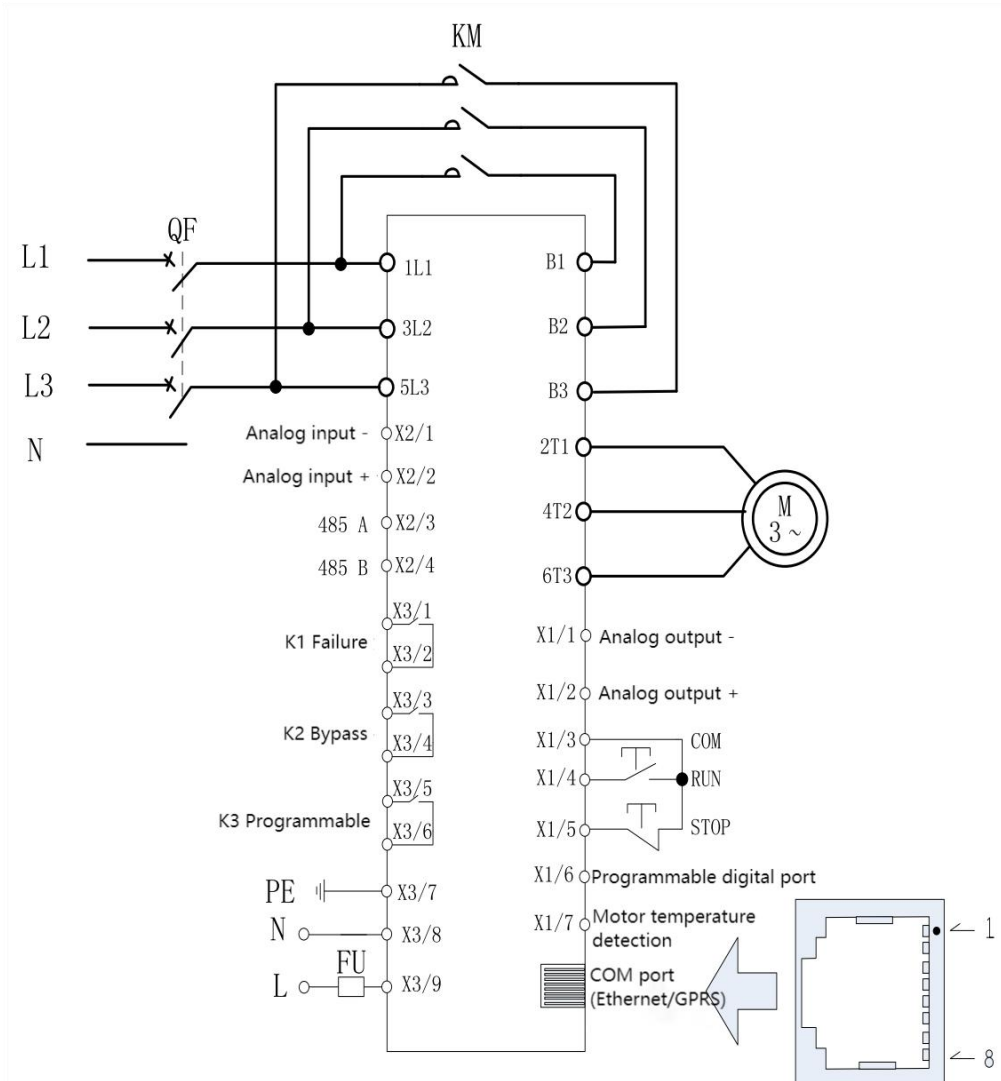 KM
QF
L1
1L1
B1
L2
3L2
B2
L3
5L3
B3
N
Analog input - X2/1
2T1
Analog input + X2/2
M
3 ~
4T2
485 A X2/3
485 B X2/4
6T3
X3/1
K1 Failure
X3/2
X1/1 Analog output -
X1/2 Analog output +
X3/3
K2 Bypass
X3/4
X1/3 COM
X1/4 RUN
X3/5
K3 Programmable
X3/6
X1/5 STOP
X1/6 Programmable digital port
PE X3/7
X1/7 Motor temperature
detection
N X3/8
FU
L X3/9
COM port
(Ethernet/GPRS)
1
8